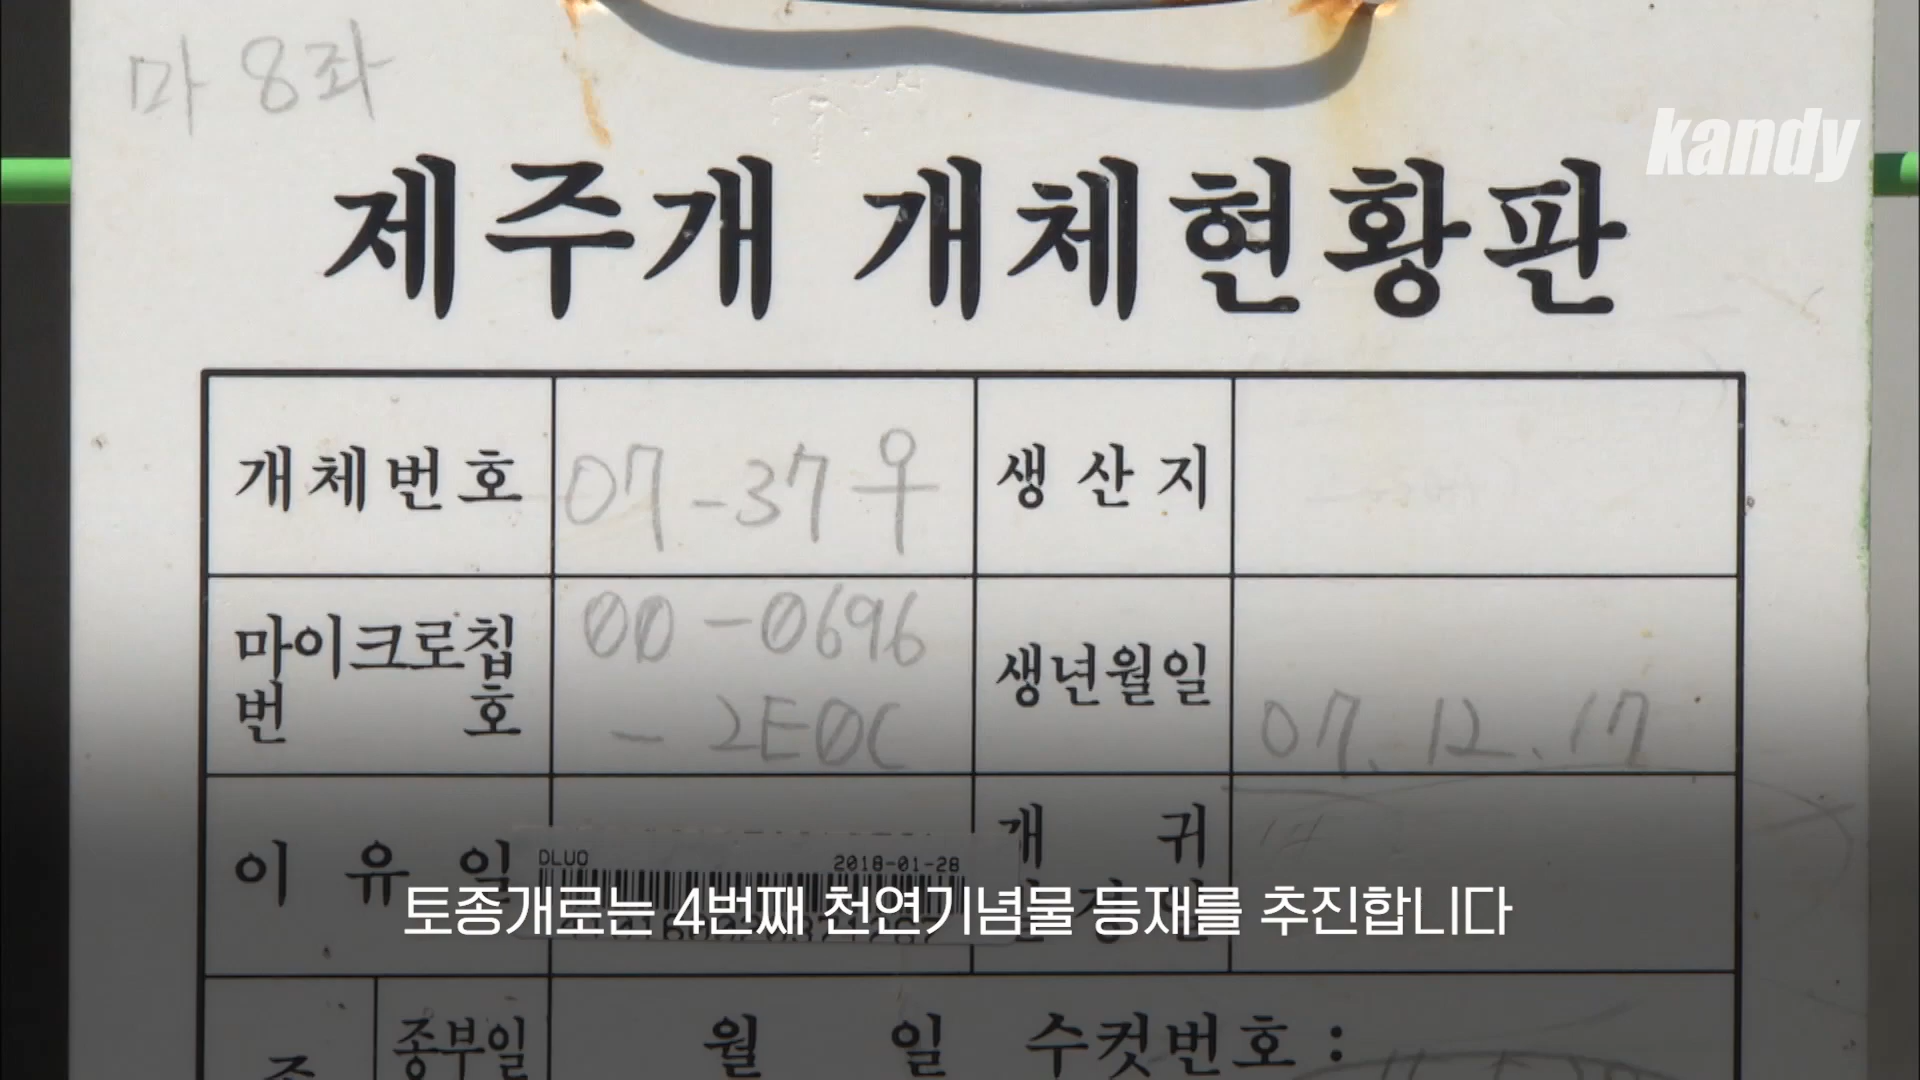 마 8좌
kandy
제주개 개체현황판
개체번호 07-37우 생산지
마이크로칩번호 00-0696-2E0C 생년월일 07.12.17
이유일 개귀
DLUO 2018-01-28
토종개로는 4번째 천연기념물 등재를 추진합니다
종부일 월 일 수컷번호 :